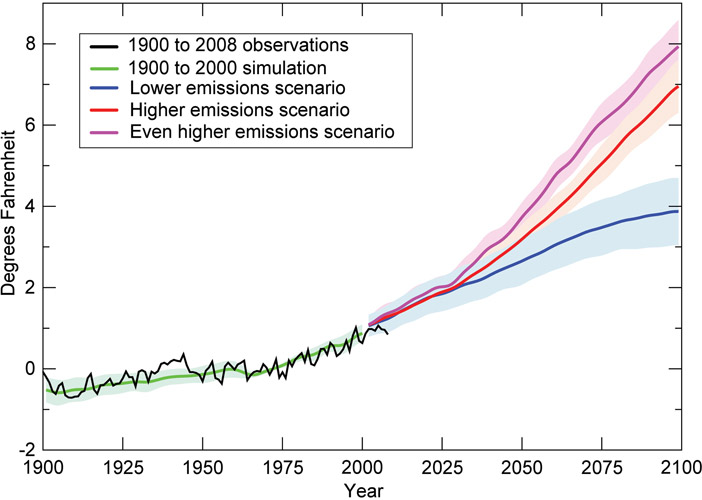 1900 to 2008 observations
1900 to 2000 simulation
Lower emissions scenario
Higher emissions scenario
Even higher emissions scenario
Degrees Fahrenheit
8
6
4
2
0
-2
1900 1925 1950 1975 2000 2025 2050 2075 2100
Year